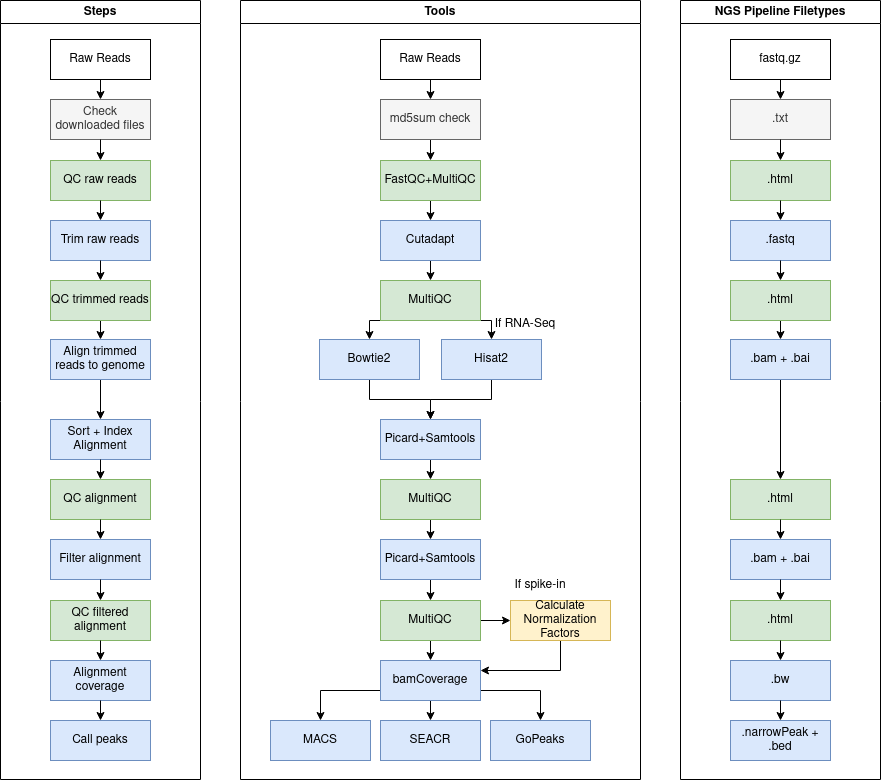 Steps
Raw Reads
Check
downloaded files
QC raw reads
Trim raw reads
QC trimmed reads
Align trimmed
reads to genome
Sort + Index
Alignment
QC alignment
Filter alignment
QC filtered
alignment
Alignment
coverage
Call peaks
Tools
Raw Reads
md5sum check
FastQC+MultiQC
Cutadapt
MultiQC
If RNA-Seq
Bowtie2
Hisat2
Picard+Samtools
MultiQC
Picard+Samtools
If spike-in
MultiQC
Calculate
Normalization
Factors
bamCoverage
MACS
SEACR
GoPeaks
NGS Pipeline Filetypes
fastq.gz
.txt
.html
.fastq
.html
.bam + .bai
.html
.bam + .bai
.html
.bw
.narrowPeak +
.bed